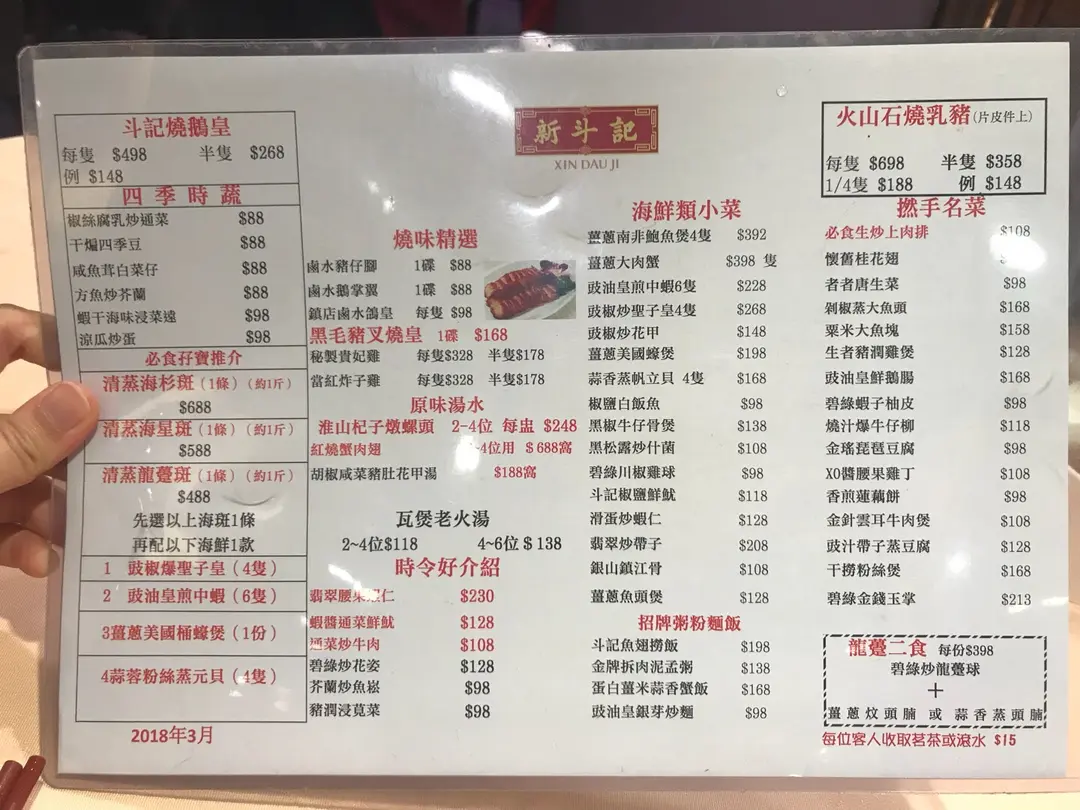 斗記燒鵝皇
每隻 $498 半隻 $268
例 $148
四季時蔬
椒絲腐乳炒通菜 $88
干煸四季豆 $88
咸魚茸白菜仔 $88
方魚炒芥蘭 $88
蝦干海味浸菜遠 $98
涼瓜炒蛋 $98
必食孖寶推介
清蒸海杉斑(1條)(約1斤)
$688
清蒸海星斑(1條)(約1斤)
$588
清蒸龍躉斑(1條)(約1斤)
$488
先選以上海斑1條
再配以下海鮮1款
1 豉椒爆聖子皇(4隻)
2 豉油皇煎中蝦(6隻)
3薑蔥美國桶蠔煲(1份)
4蒜蓉粉絲蒸元貝(4隻)
2018年3月
新斗記
XIN DAU JI
燒味精選
鹵水豬仔腳 1碟 $88
鹵水鵝掌翼 1碟 $88
鎮店鹵水鴿皇 每隻 $98
黑毛豬叉燒皇 1碟 $168
秘製貴妃雞 每隻$328 半隻$178
當紅炸子雞 每隻$328 半隻$178
原味湯水
淮山杞子燉螺頭 2-4位 每盅 $248
紅燒蟹肉翅 4位用 $688窩
胡椒咸菜豬肚花甲湯 $188窩
瓦煲老火湯
2~4位$118 4~6位$138
時令好介紹
翡翠腰果蝦仁 $230
蝦醬通菜鮮魷 $128
通菜炒牛肉 $108
碧綠炒花姿 $128
芥蘭炒魚崧 $98
豬潤浸莧菜 $98
海鮮類小菜
薑蔥南非鮑魚煲4隻 $392
薑蔥大肉蟹 $398 隻
豉油皇煎中蝦6隻 $228
豉椒炒聖子皇4隻 $268
豉椒炒花甲 $148
薑蔥美國蠔煲 $198
蒜香蒸帆立貝 4隻 $168
椒鹽白飯魚 $98
黑椒牛仔骨煲 $138
黑松露炒什菌 $108
碧綠川椒雞球 $98
斗記椒鹽鮮魷 $118
滑蛋炒蝦仁 $128
翡翠炒帶子 $208
銀山鎮江骨 $108
薑蔥魚頭煲 $128
招牌粥粉麵飯
斗記魚翅撈飯 $198
金牌拆肉泥孟粥 $138
蛋白薑米蒜香蟹飯 $168
豉油皇銀芽炒麵 $98
火山石燒乳豬(片皮件上)
每隻 $698 半隻 $358
1/4隻 $188 例 $148
撚手名菜
必食生炒上肉排 $108
懷舊桂花翅
者者唐生菜 $98
剁椒蒸大魚頭 $168
粟米大魚塊 $158
生者豬潤雞煲 $128
豉油皇鮮鵝腸 $168
碧綠蝦子柚皮 $98
燒汁爆牛仔柳 $118
金瑤琵琶豆腐 $98
XO醬腰果雞丁 $108
香煎蓮藕餅 $98
金針雲耳牛肉煲 $108
豉汁帶子蒸豆腐 $128
干撈粉絲煲 $168
碧綠金錢玉掌 $213
龍躉二食 每份$398
碧綠炒龍躉球
+
薑蔥炆頭腩 或 蒜香蒸頭腩
每位客人收取茗茶或滾水 $15